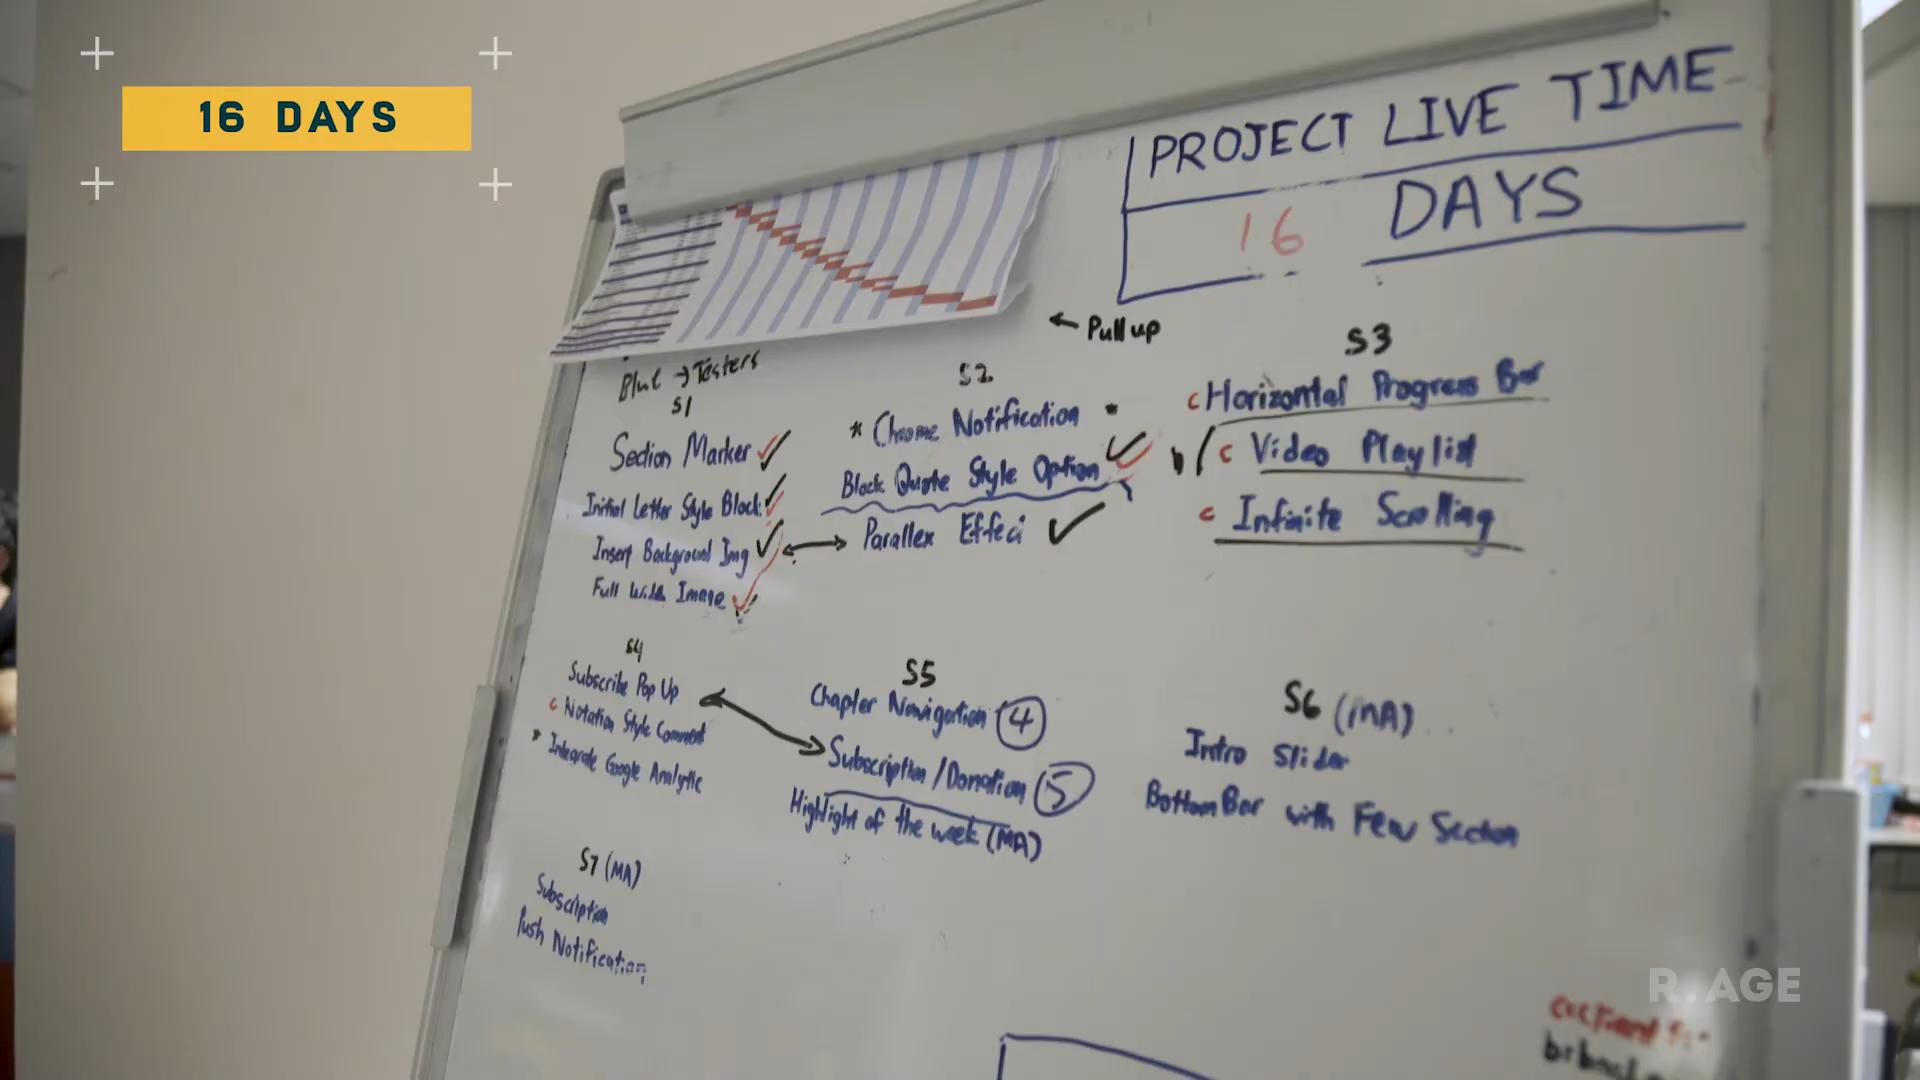 16 DAYS
PROJECT LIVE TIME
16 DAYS
← Pull up
Blue → Testers
S1
Section Marker
Initial Letter Style Block
Insert Background Img
Full Width Image
S2
* Chrome Notification *
Block Quote Style Option
Parallex Effect
S3
c Horizontal Progress Bar
c Video Playlist
c Infinite Scrolling
S4
Subscribe Pop Up
c Notation Style Comment
* Integrate Google Analytic
S5
Chapter Navigation 4
Subscription / Donation 5
Highlight of the week (MA)
S6 (MA)
Intro Slider
Bottom Bar with Few Section
S7 (MA)
Subscription
Push Notification
R.AGE